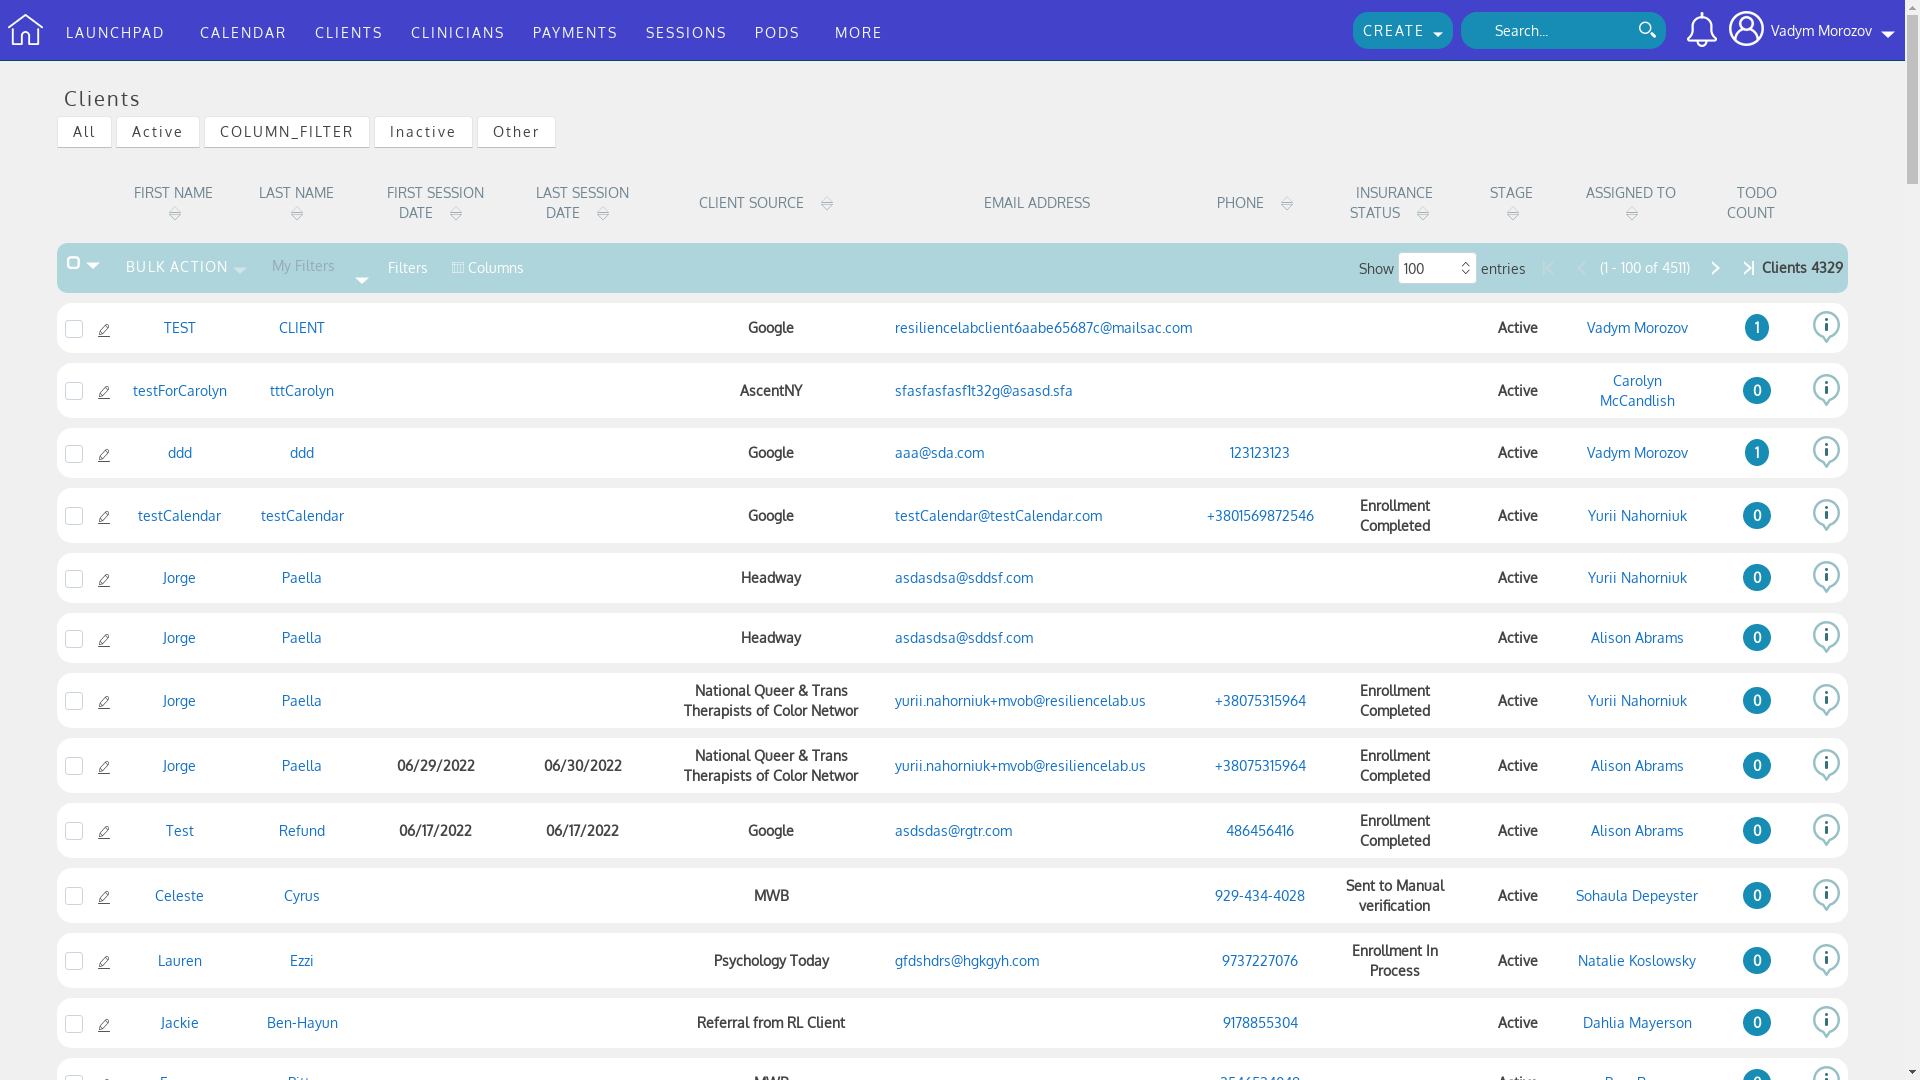 LAUNCHPAD CALENDAR CLIENTS CLINICIANS PAYMENTS SESSIONS PODS MORE CREATE Search... Vadym Morozov
Clients
All Active COLUMN_FILTER Inactive Other
FIRST NAME LAST NAME FIRST SESSION DATE LAST SESSION DATE CLIENT SOURCE EMAIL ADDRESS PHONE INSURANCE STATUS STAGE ASSIGNED TO TODO COUNT
BULK ACTION My Filters Filters Columns Show 100 entries (1 - 100 of 4511) Clients 4329
TEST CLIENT Google resiliencelabclient6aabe65687c@mailsac.com Active Vadym Morozov 1
testForCarolyn tttCarolyn AscentNY sfasfasfasf1t32g@asasd.sfa Active Carolyn McCandlish 0
ddd ddd Google aaa@sda.com 123123123 Active Vadym Morozov 1
testCalendar testCalendar Google testCalendar@testCalendar.com +3801569872546 Enrollment Completed Active Yurii Nahorniuk 0
Jorge Paella Headway asdasdsa@sddsf.com Active Yurii Nahorniuk 0
Jorge Paella Headway asdasdsa@sddsf.com Active Alison Abrams 0
Jorge Paella National Queer & Trans Therapists of Color Networ yurii.nahorniuk+mvob@resiliencelab.us +38075315964 Enrollment Completed Active Yurii Nahorniuk 0
Jorge Paella 06/29/2022 06/30/2022 National Queer & Trans Therapists of Color Networ yurii.nahorniuk+mvob@resiliencelab.us +38075315964 Enrollment Completed Active Alison Abrams 0
Test Refund 06/17/2022 06/17/2022 Google asdsdas@rgtr.com 486456416 Enrollment Completed Active Alison Abrams 0
Celeste Cyrus MWB 929-434-4028 Sent to Manual verification Active Sohaula Depeyster 0
Lauren Ezzi Psychology Today gfdshdrs@hgkgyh.com 9737227076 Enrollment In Process Active Natalie Koslowsky 0
Jackie Ben-Hayun Referral from RL Client 9178855304 Active Dahlia Mayerson 0
MWB Active